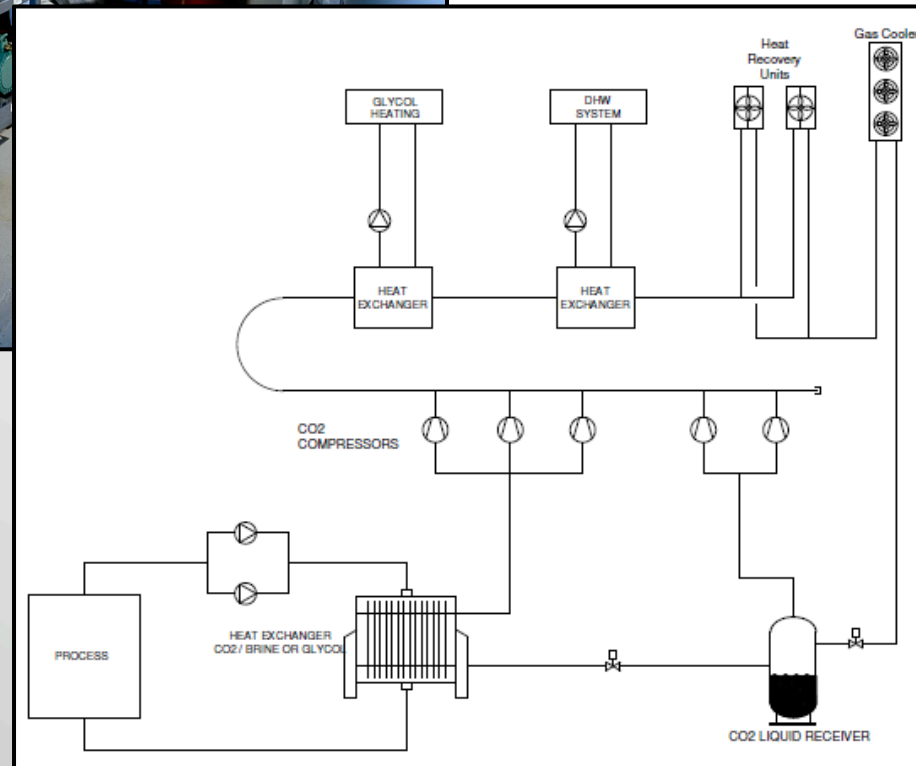 Heat
Recovery
Units
Gas Cooler
GLYCOL
HEATING
DHW
SYSTEM
HEAT
EXCHANGER
HEAT
EXCHANGER
CO2
COMPRESSORS
HEAT EXCHANGER
CO2 / BRINE OR GLYCOL
PROCESS
CO2 LIQUID RECEIVER